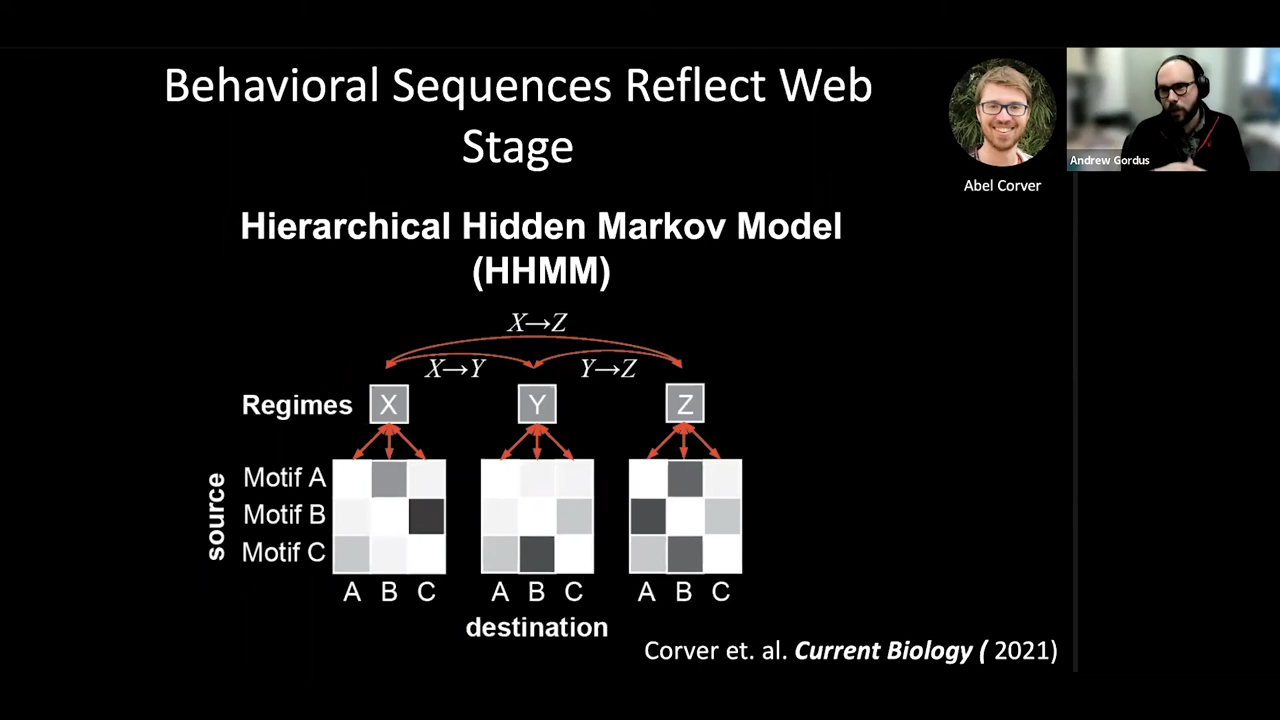 Behavioral Sequences Reflect Web
Stage
Abel Corver
Andrew Gordus
Hierarchical Hidden Markov Model
(HHMM)
X→Z
X→Y
Y→Z
Regimes
X
Y
Z
source
Motif A
Motif B
Motif C
A B C
A B C
A B C
destination
Corver et. al. Current Biology ( 2021)